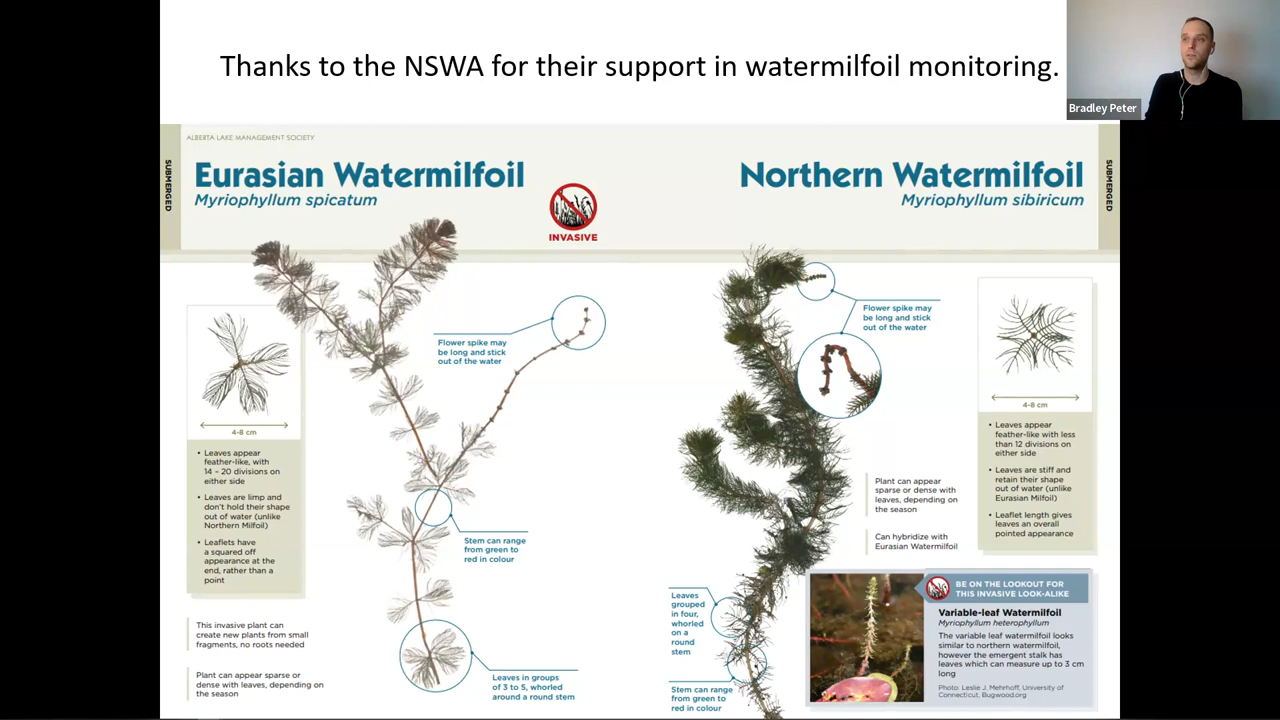 Thanks to the NSWA for their support in watermilfoil monitoring.
Bradley Peter
ALBERTA LAKE MANAGEMENT SOCIETY
SUBMERGED
Eurasian Watermilfoil
Myriophyllum spicatum
INVASIVE
Northern Watermilfoil
Myriophyllum sibiricum
SUBMERGED
Flower spike may
be long and stick
out of the water
4-8 cm
• Leaves appear
feather-like, with
14 - 20 divisions on
either side
• Leaves are limp and
don't hold their shape
out of water (unlike
Northern Milfoil)
• Leaflets have
a squared off
appearance at the
end, rather than a
point
Stem can range
from green to
red in colour
This invasive plant can
create new plants from small
fragments, no roots needed
Plant can appear sparse or
dense with leaves, depending on
the season
Leaves in groups
of 3 to 5, whorled
around a round stem
Flower spike may
be long and stick
out of the water
4-8 cm
• Leaves appear
feather-like with less
than 12 divisions on
either side
• Leaves are stiff and
retain their shape
out of water (unlike
Eurasian Milfoil)
• Leaflet length gives
leaves an overall
pointed appearance
Plant can appear
sparse or dense with
leaves, depending on
the season
Can hybridize with
Eurasian Watermilfoil
Leaves
grouped
in four,
whorled
on a
round
stem
Stem can range
from green to
red in colour
BE ON THE LOOKOUT FOR
THIS INVASIVE LOOK-ALIKE
Variable-leaf Watermilfoil
Myriophyllum heterophyllum
The variable leaf watermilfoil looks
similar to northern watermilfoil,
however the emergent stalk has
leaves which can measure up to 3 cm
long
Photo: Leslie J. Mehrhoff, University of
Connecticut, Bugwood.org